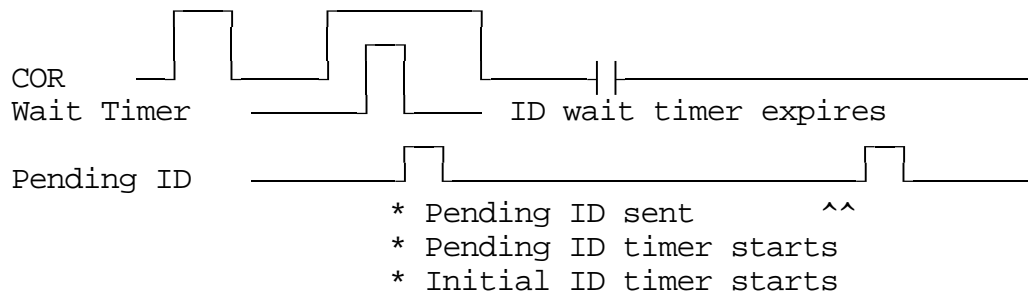 COR
Wait Timer ID wait timer expires
Pending ID
* Pending ID sent ^^
* Pending ID timer starts
* Initial ID timer starts